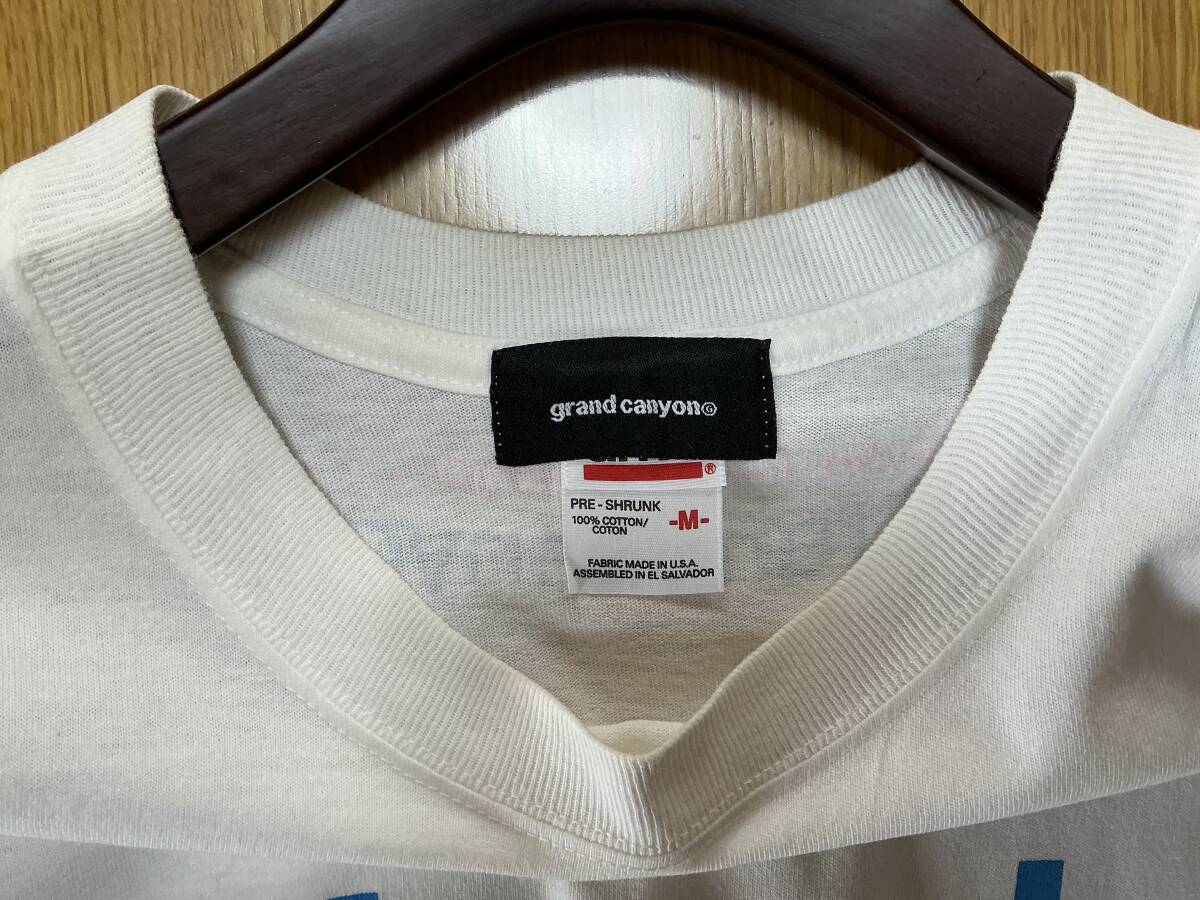 grand canyon G
®
PRE - SHRUNK
100% COTTON/
COTON
-M-
FABRIC MADE IN U.S.A.
ASSEMBLED IN EL SALVADOR